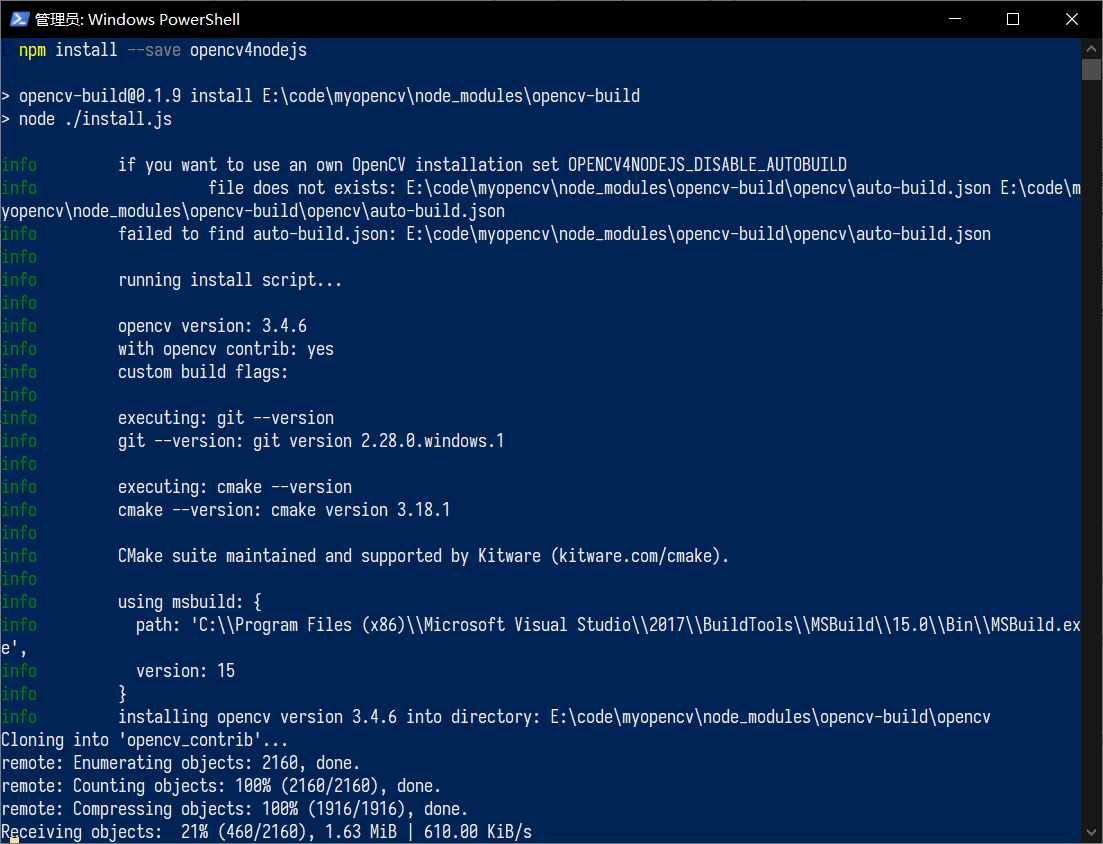 管理员: Windows PowerShell
npm install --save opencv4nodejs
> opencv-build@0.1.9 install E:\code\myopencv\node_modules\opencv-build
> node ./install.js
info if you want to use an own OpenCV installation set OPENCV4NODEJS_DISABLE_AUTOBUILD
info file does not exists: E:\code\myopencv\node_modules\opencv-build\opencv\auto-build.json E:\code\m
yopencv\node_modules\opencv-build\opencv\auto-build.json
info failed to find auto-build.json: E:\code\myopencv\node_modules\opencv-build\opencv\auto-build.json
info
info running install script...
info
info opencv version: 3.4.6
info with opencv contrib: yes
info custom build flags:
info
info executing: git --version
info git --version: git version 2.28.0.windows.1
info
info executing: cmake --version
info cmake --version: cmake version 3.18.1
info
info CMake suite maintained and supported by Kitware (kitware.com/cmake).
info
info using msbuild: {
info path: 'C:\\Program Files (x86)\\Microsoft Visual Studio\\2017\\BuildTools\\MSBuild\\15.0\\Bin\\MSBuild.ex
e',
info version: 15
info }
info installing opencv version 3.4.6 into directory: E:\code\myopencv\node_modules\opencv-build\opencv
Cloning into 'opencv_contrib'...
remote: Enumerating objects: 2160, done.
remote: Counting objects: 100% (2160/2160), done.
remote: Compressing objects: 100% (1916/1916), done.
Receiving objects: 21% (460/2160), 1.63 MiB | 610.00 KiB/s